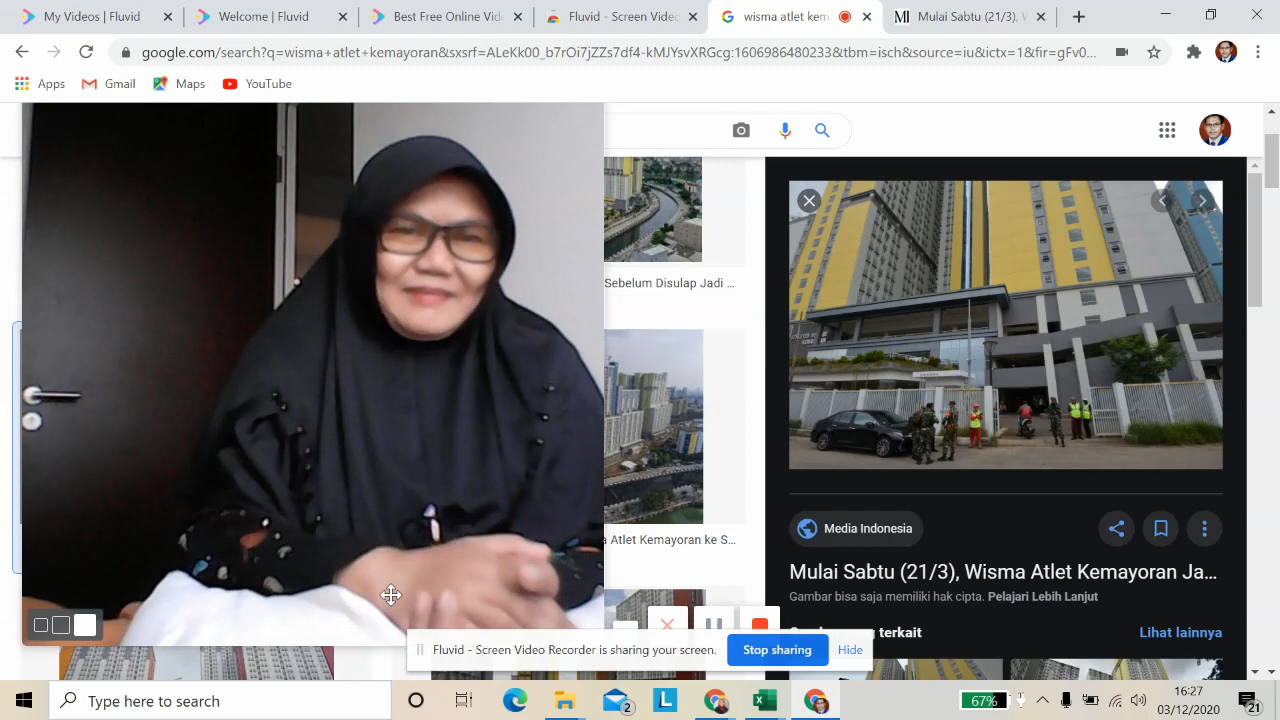 My Videos | Fluvid
Welcome | Fluvid
Best Free Online Vid
Fluvid - Screen Video
wisma atlet kem
Mulai Sabtu (21/3), W
google.com/search?q=wisma+atlet+kemayoran&sxsrf=ALeKk00_b7rOi7jZZs7df4-kMJYsvXRGcg:1606986480233&tbm=isch&source=iu&ictx=1&fir=gFv0...
Apps
Gmail
Maps
YouTube
Sebelum Disulap Jadi ...
Atlet Kemayoran ke S...
Media Indonesia
Mulai Sabtu (21/3), Wisma Atlet Kemayoran Ja...
Gambar bisa saja memiliki hak cipta. Pelajari Lebih Lanjut
terkait
Lihat lainnya
Fluvid - Screen Video Recorder is sharing your screen.
Stop sharing
Hide
Type here to search
2
67%
16:27
03/12/2020
21